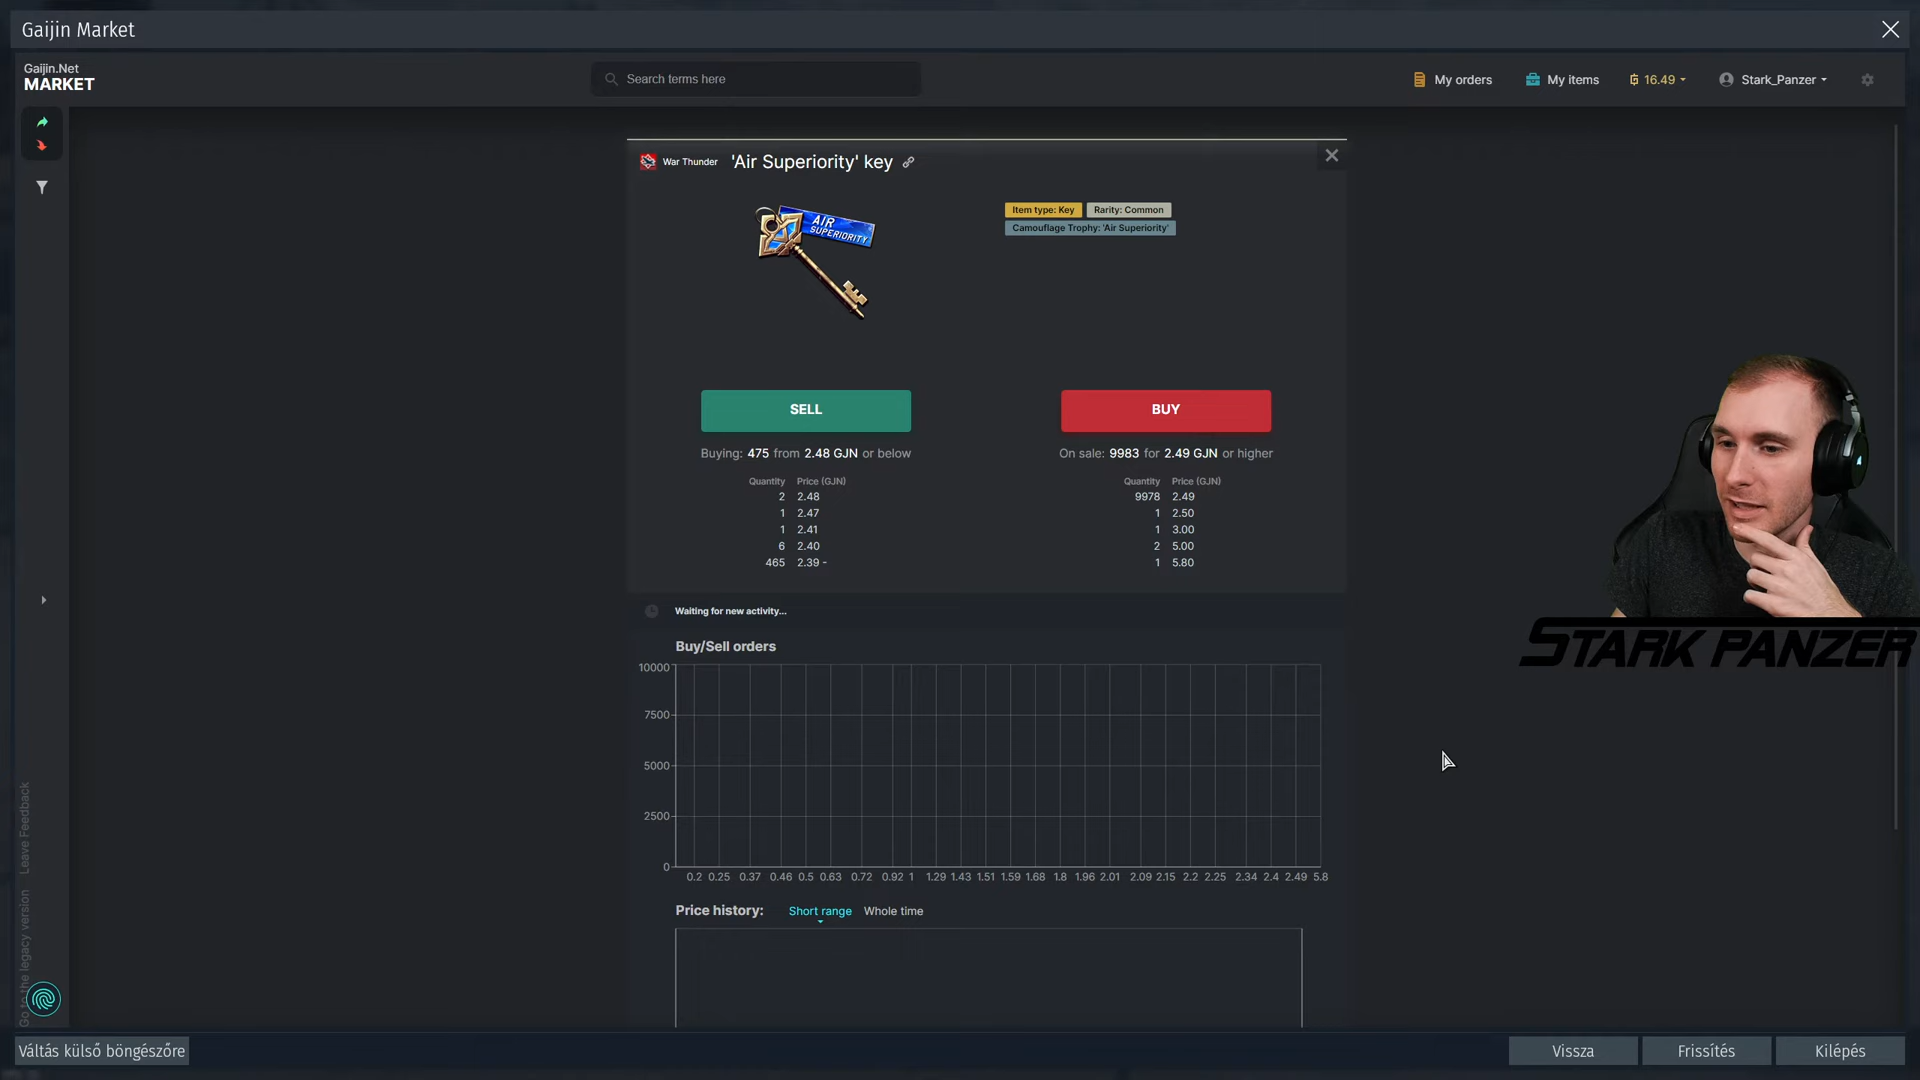 Gaijin Market
Gaijin.Net
MARKET
Search terms here
My orders
My items
16.49
Stark_Panzer
War Thunder
'Air Superiority' key
AIR
SUPERIORITY
Item type: Key
Rarity: Common
Camouflage Trophy: 'Air Superiority'
SELL
BUY
Buying: 475 from 2.48 GJN or below
On sale: 9983 for 2.49 GJN or higher
Quantity Price (GJN)
2 2.48
1 2.47
1 2.41
6 2.40
465 2.39 -
Quantity Price (GJN)
9978 2.49
1 2.50
1 3.00
2 5.00
1 5.80
STARK PANZER
Waiting for new activity...
Buy/Sell orders
10000
7500
5000
2500
0
0.2 0.25 0.37 0.46 0.5 0.63 0.72 0.92 1 1.29 1.43 1.51 1.59 1.68 1.8 1.96 2.01 2.09 2.15 2.2 2.25 2.34 2.4 2.49 5.8
Price history: Short range Whole time
Leave Feedback
Go to the legacy version
Váltás külső böngészőre
Vissza
Frissítés
Kilépés